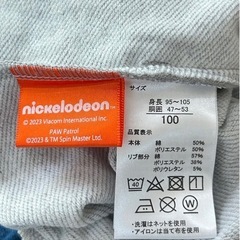 nickelodeon
© 2023 Viacom International Inc.
PAW Patrol
©2023 & TM Spin Master Ltd.
サイズ
身長 95～105
胴囲 47～53
100
品質表示
本体 綿 50%
ポリエステル 50%
リブ部分 綿 57%
ポリエステル 38%
ポリウレタン 5%
40
・洗濯はネットを使用
・アイロンは当て布を使用